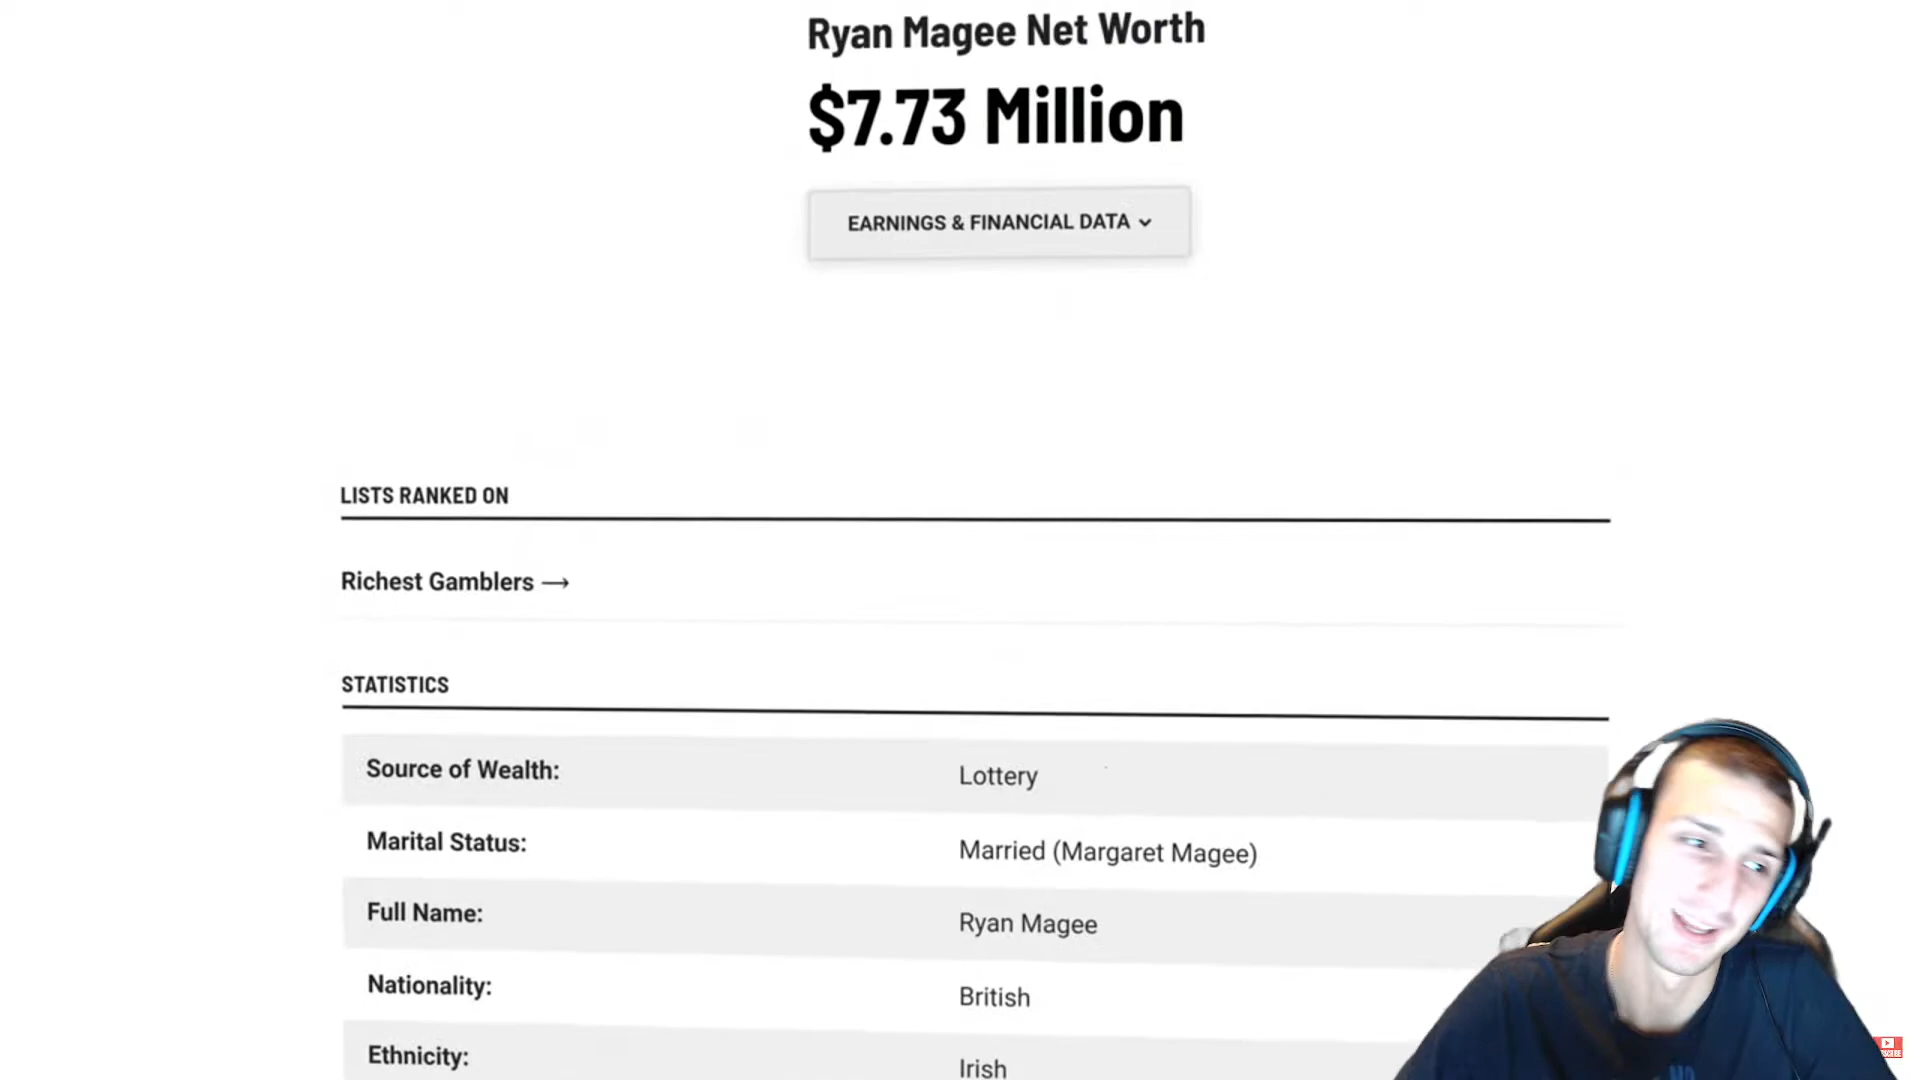 Ryan Magee Net Worth
$7.73 Million
EARNINGS & FINANCIAL DATA
LISTS RANKED ON
Richest Gamblers →
STATISTICS
Source of Wealth: Lottery
Marital Status: Married (Margaret Magee)
Full Name: Ryan Magee
Nationality: British
Ethnicity: Irish